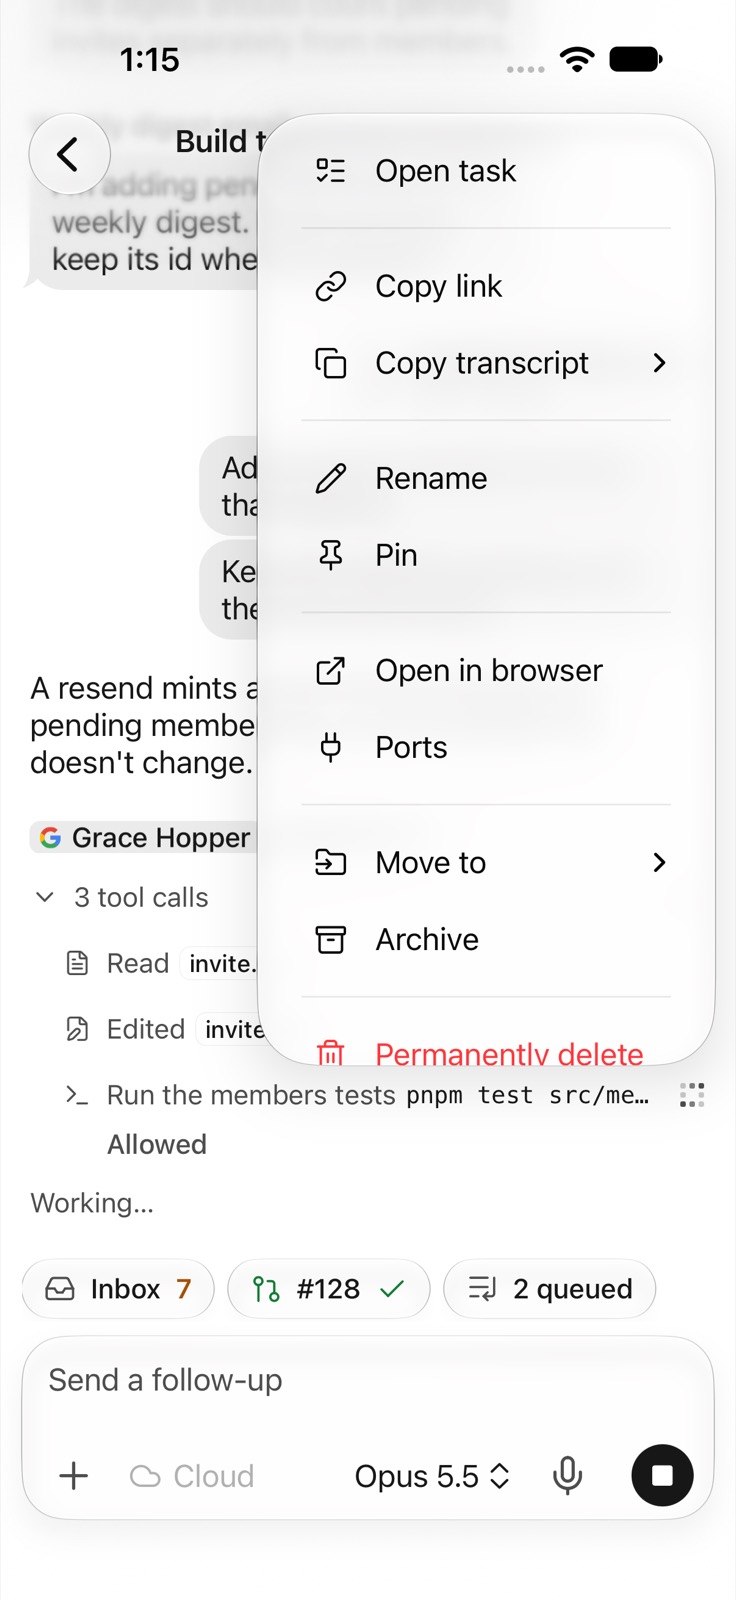 1:15
Build t
adding pen
weekly digest.
keep its id whe
Open task
Copy link
Copy transcript
Ad
tha
Rename
Pin
Ke
the
A resend mints a
pending membe
doesn't change.
Open in browser
Ports
Grace Hopper
Move to
3 tool calls
Archive
Read invite.
Edited invite
Permanently delete
Run the members tests pnpm test src/me…
Allowed
Working...
Inbox 7 #128 2 queued
Send a follow-up
Cloud Opus 5.5